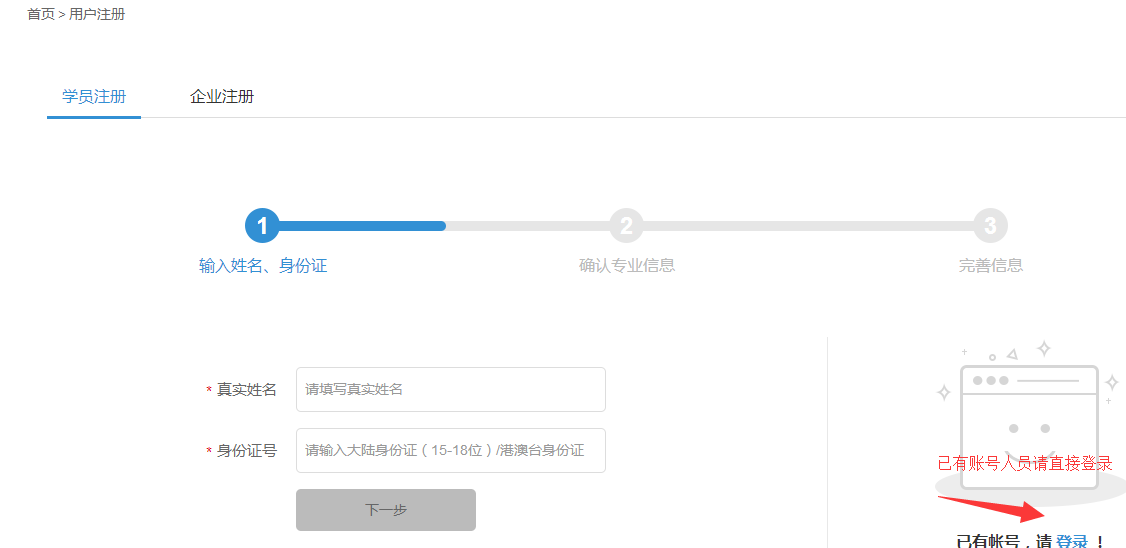 首页 > 用户注册
学员注册
企业注册
1
2
3
输入姓名、身份证
确认专业信息
完善信息
* 真实姓名
请填写真实姓名
* 身份证号
请输入大陆身份证（15-18位）/港澳台身份证
下一步
已有账号人员请直接登录
已有帐号，请 登录 ！